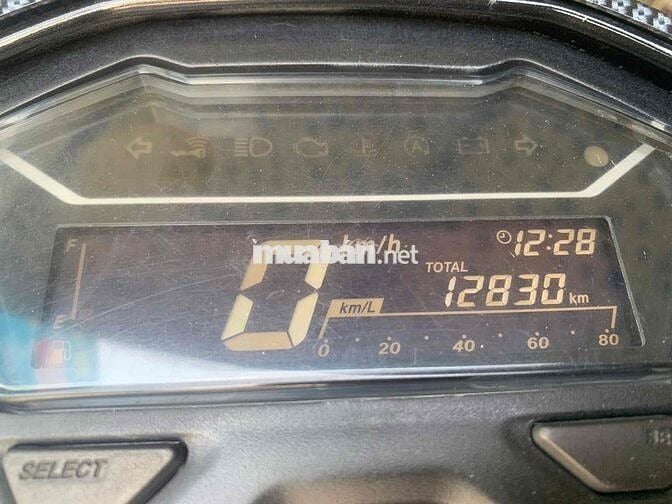 A
km/h
12:28
F
muaban.net
TOTAL
0
12830 km
km/L
E
0 20 40 60 80
SELECT